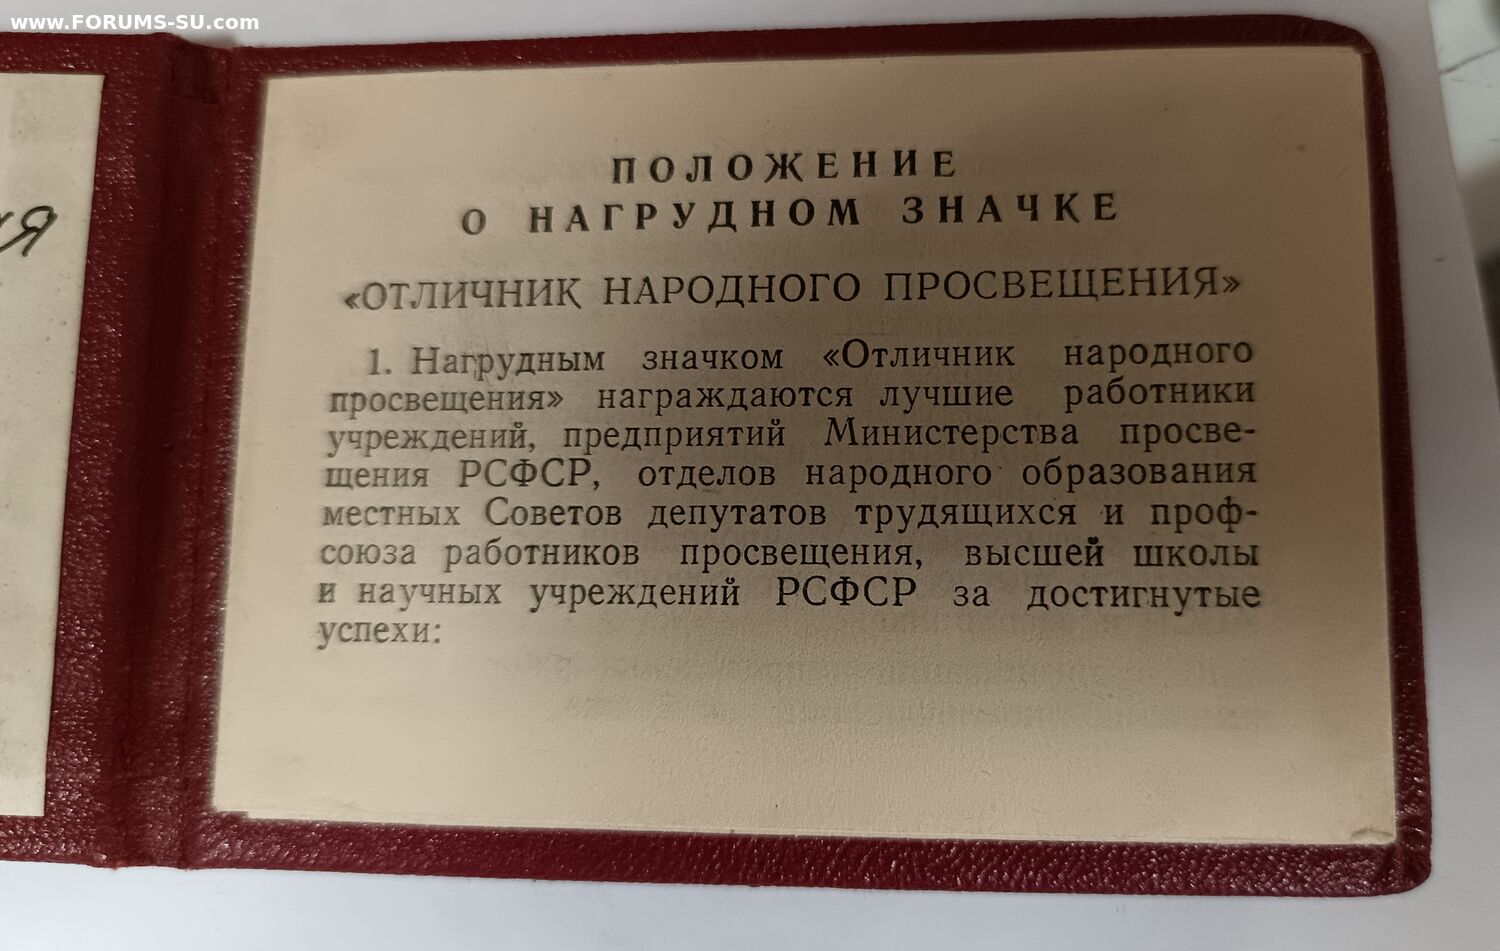 www.FORUMS-SU.com
ПОЛОЖЕНИЕ
О НАГРУДНОМ ЗНАЧКЕ
«ОТЛИЧНИК НАРОДНОГО ПРОСВЕЩЕНИЯ»
1. Нагрудным значком «Отличник народного
просвещения» награждаются лучшие работники
учреждений, предприятий Министерства просве-
щения РСФСР, отделов народного образования
местных Советов депутатов трудящихся и проф-
союза работников просвещения, высшей школы
и научных учреждений РСФСР за достигнутые
успехи: